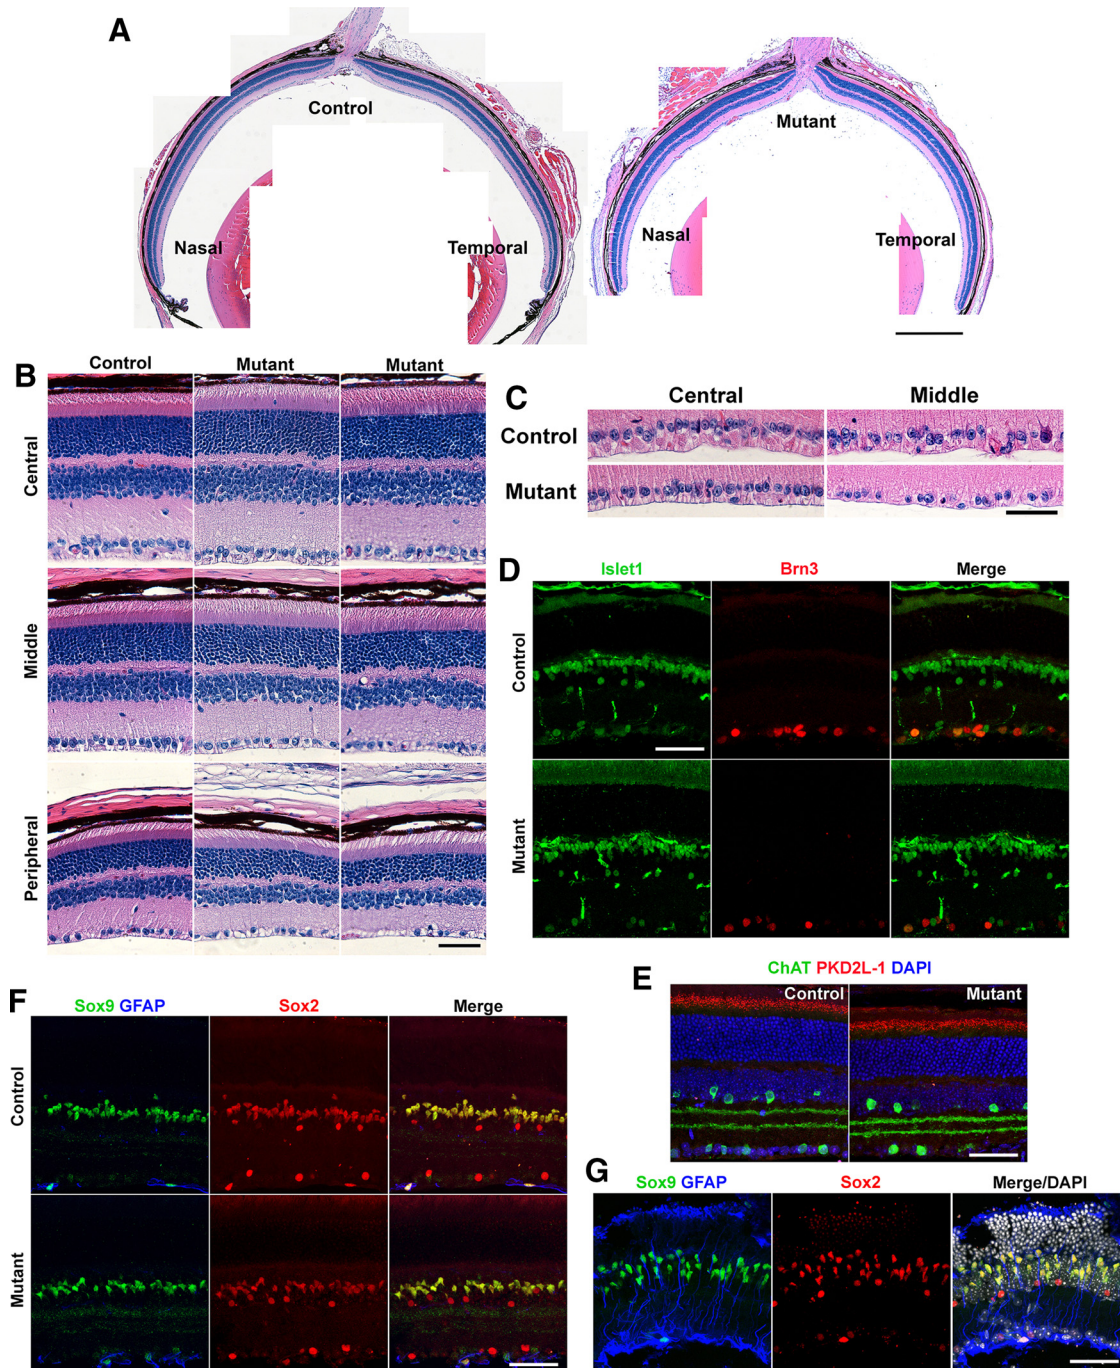 A
Control
Mutant
Nasal
Temporal
Nasal
Temporal
B
Control
Mutant
Mutant
Central
Middle
Peripheral
C
Central
Middle
Control
Mutant
D
Islet1
Brn3
Merge
Control
Mutant
E
ChAT PKD2L-1 DAPI
Control
Mutant
F
Sox9 GFAP
Sox2
Merge
Control
Mutant
G
Sox9 GFAP
Sox2
Merge/DAPI